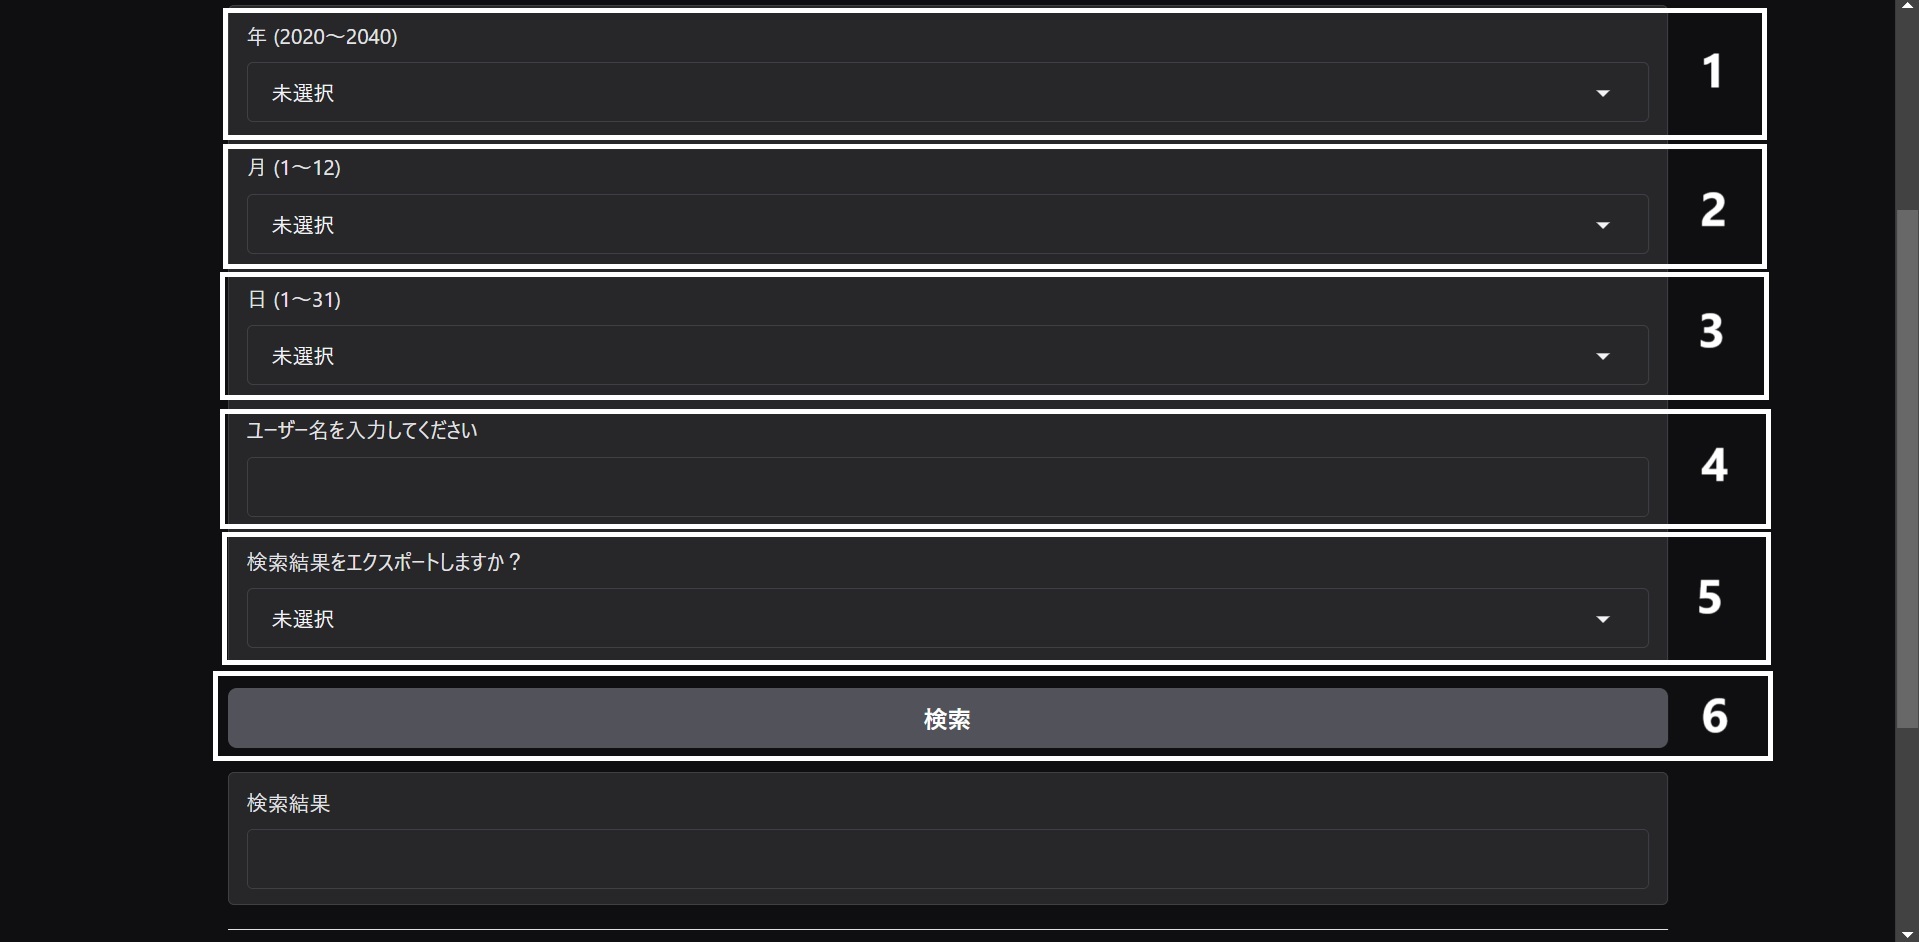 年 (2020～2040)
未選択
1
月 (1～12)
未選択
2
日 (1～31)
未選択
3
ユーザー名を入力してください
4
検索結果をエクスポートしますか？
未選択
5
検索
6
検索結果